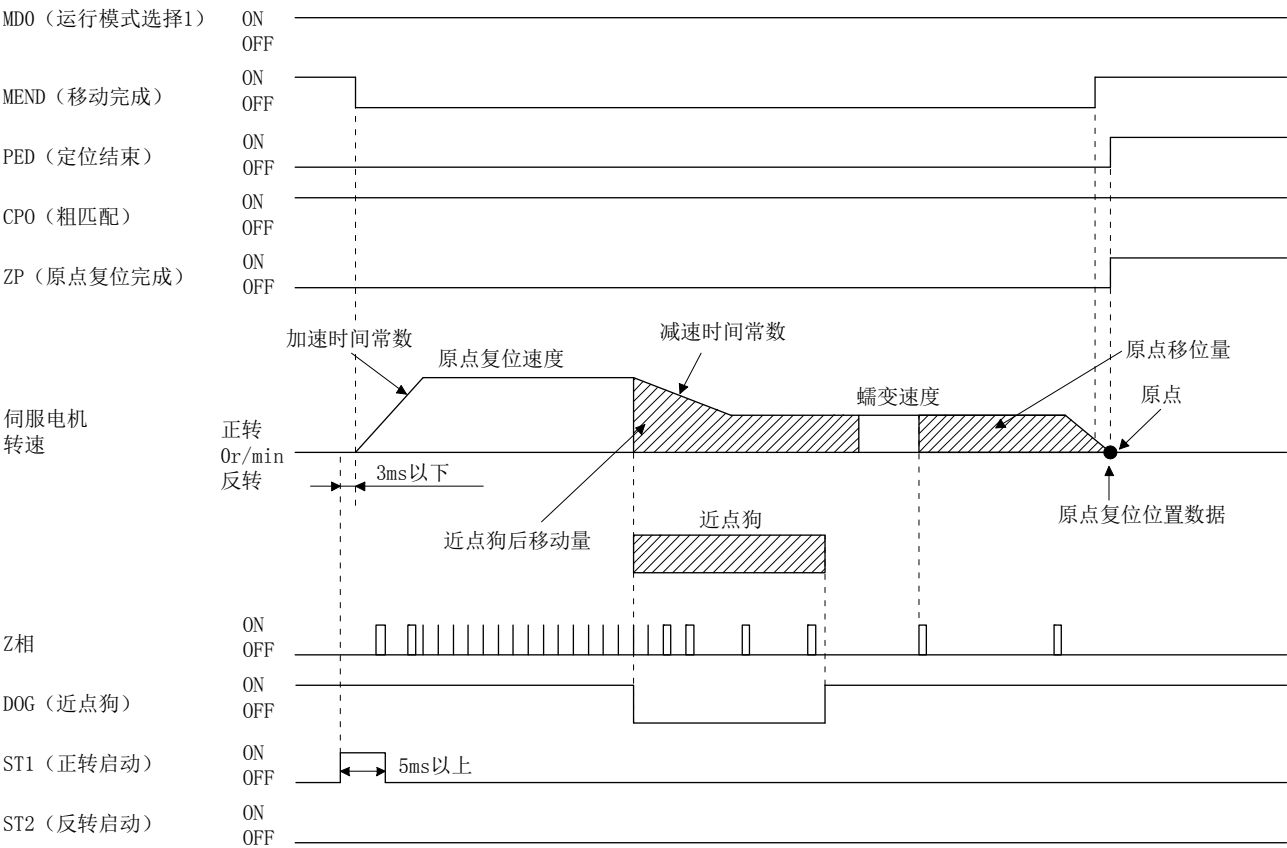 MD0（运行模式选择1） ON
OFF
MEND（移动完成） ON
OFF
PED（定位结束） ON
OFF
CPO（粗匹配） ON
OFF
ZP（原点复位完成） ON
OFF
加速时间常数
原点复位速度
减速时间常数
原点移位量
蠕变速度
原点
伺服电机
转速
正转
0r/min
反转
3ms以下
近点狗后移动量
近点狗
原点复位位置数据
Z相 ON
OFF
DOG（近点狗） ON
OFF
ST1（正转启动） ON
OFF
5ms以上
ST2（反转启动） ON
OFF